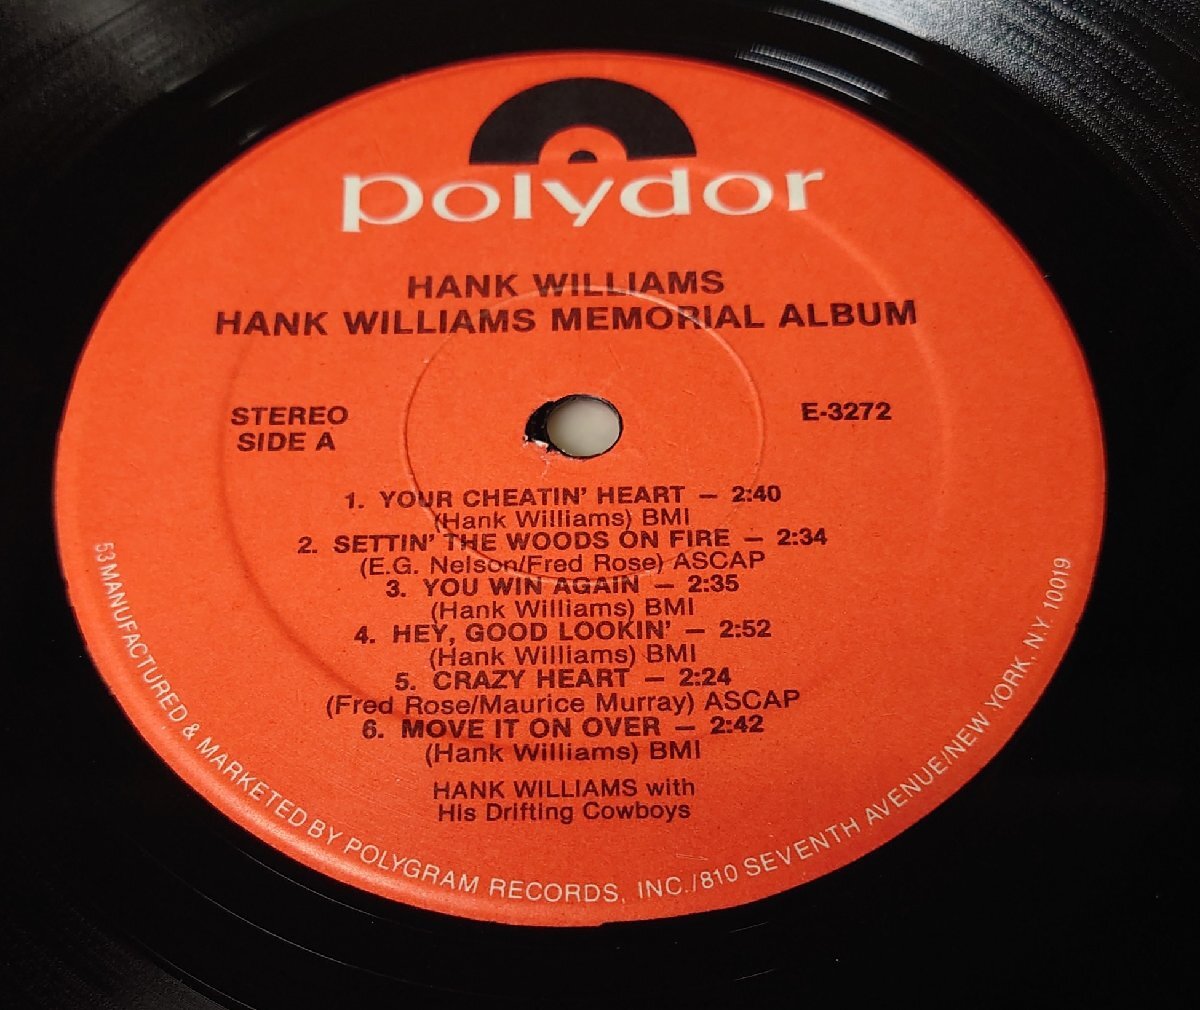 polydor
HANK WILLIAMS
HANK WILLIAMS MEMORIAL ALBUM
STEREO
SIDE A
E-3272
1. YOUR CHEATIN' HEART — 2:40
(Hank Williams) BMI
2. SETTIN' THE WOODS ON FIRE — 2:34
(E.G. Nelson/Fred Rose) ASCAP
3. YOU WIN AGAIN — 2:35
(Hank Williams) BMI
4. HEY, GOOD LOOKIN' — 2:52
(Hank Williams) BMI
5. CRAZY HEART — 2:24
(Fred Rose/Maurice Murray) ASCAP
6. MOVE IT ON OVER — 2:42
(Hank Williams) BMI
HANK WILLIAMS with
His Drifting Cowboys
53 MANUFACTURED & MARKETED BY POLYGRAM RECORDS, INC./810 SEVENTH AVENUE/NEW YORK, N.Y. 10019